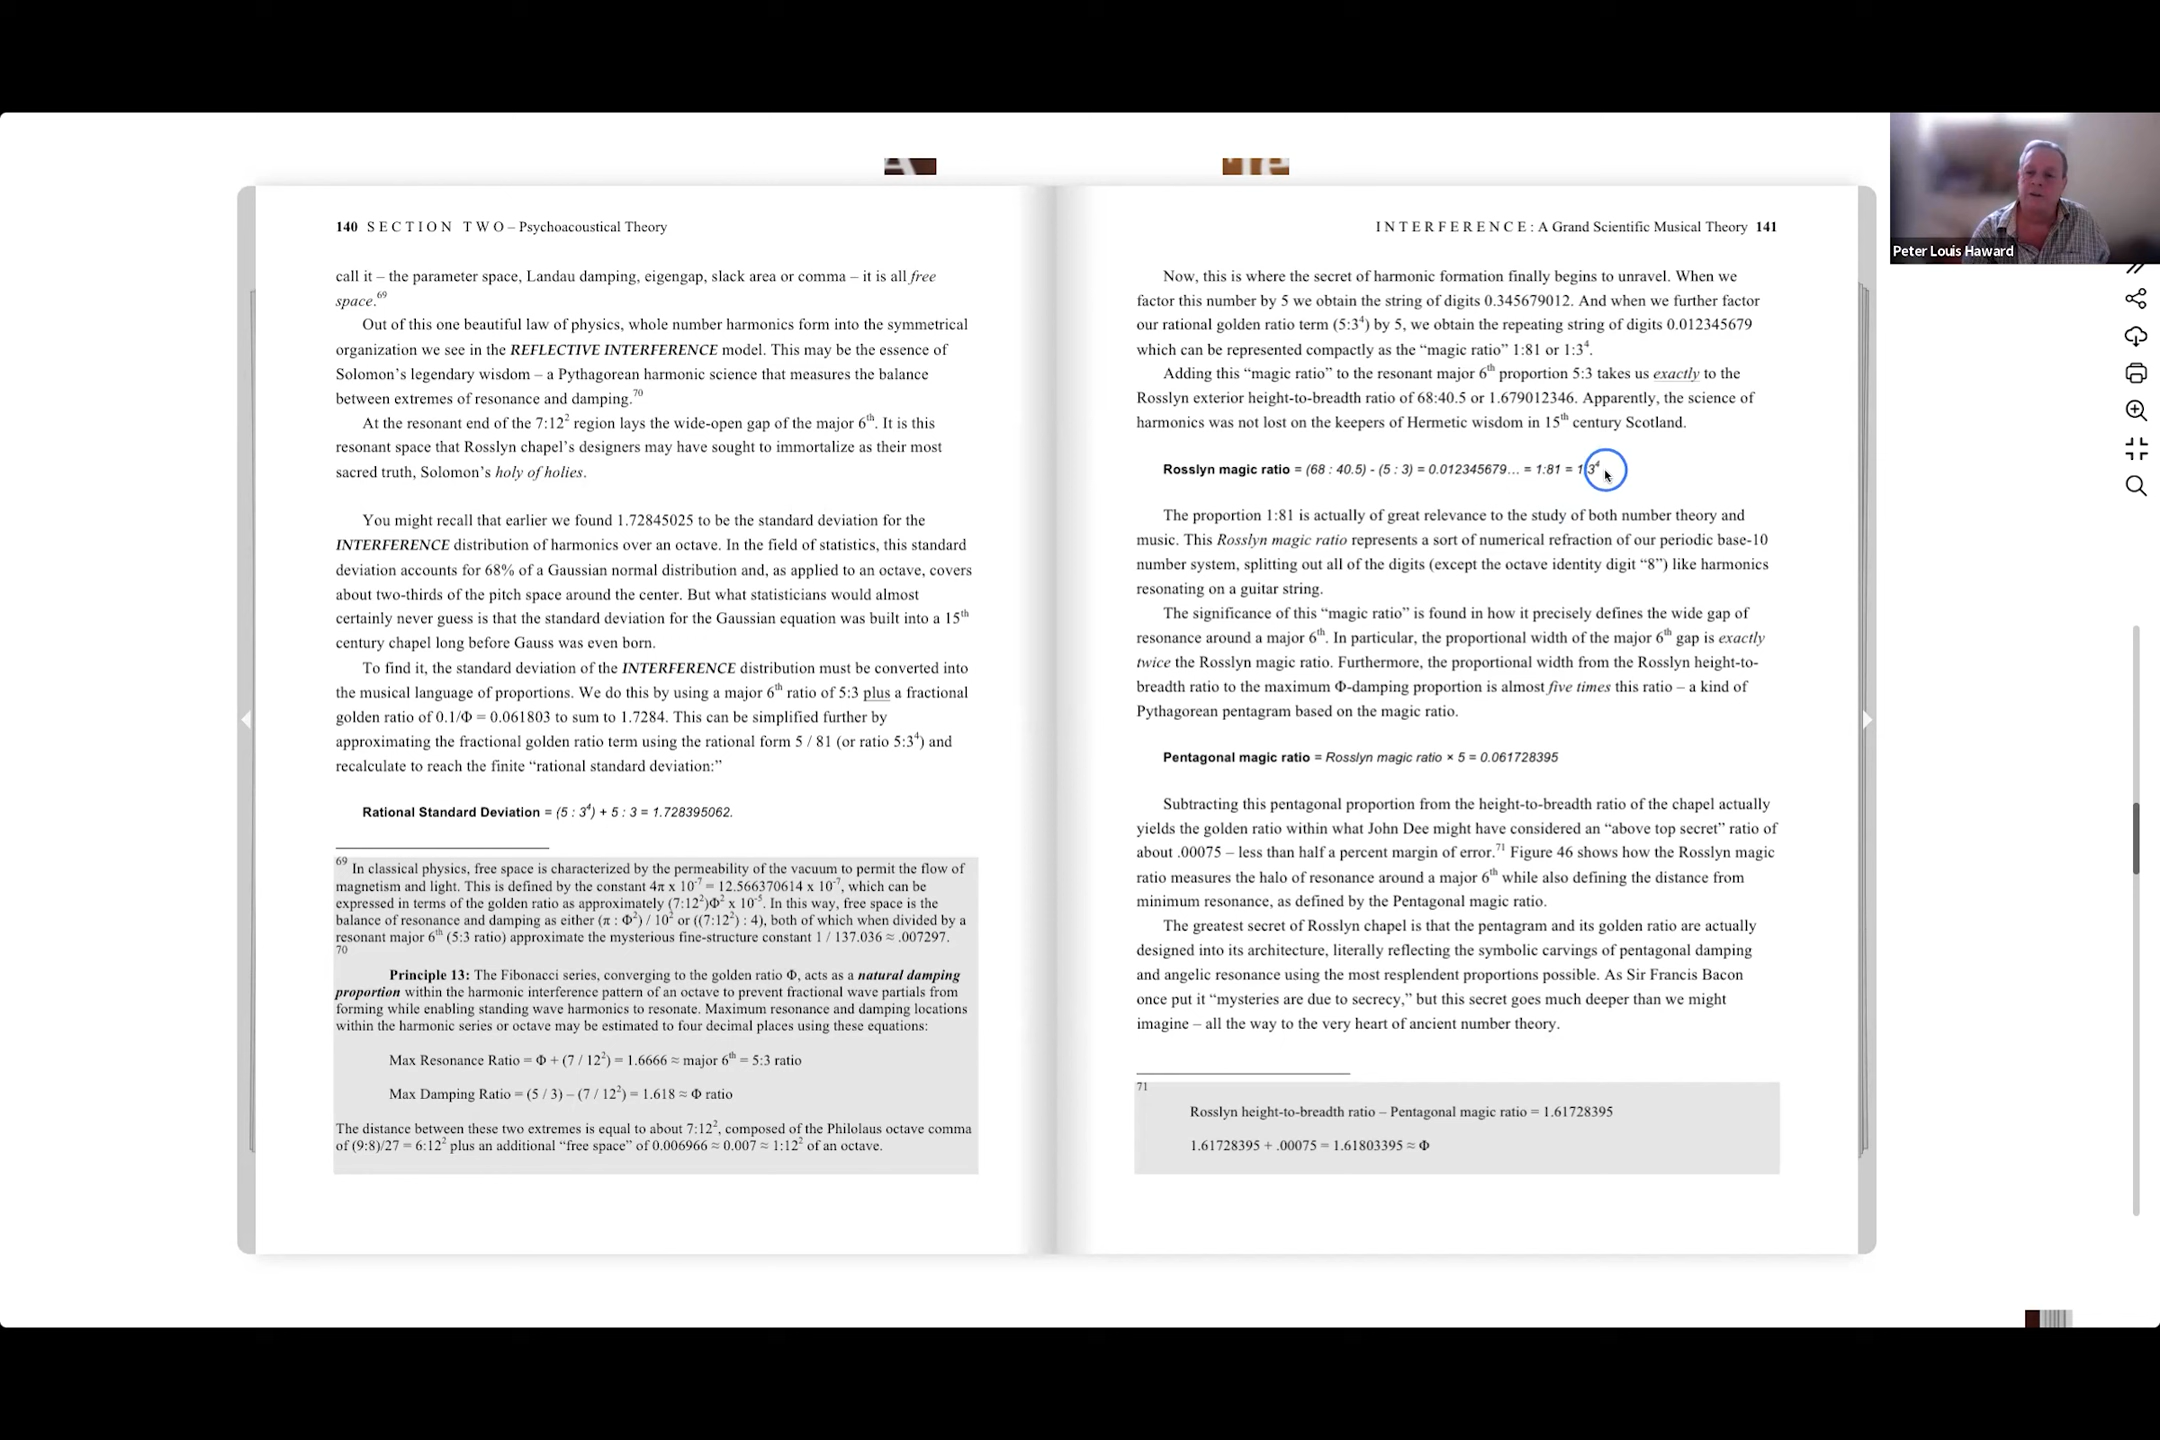 140 SECTION TWO – Psychoacoustical Theory
call it – the parameter space, Landau damping, eigengap, slack area or comma – it is all free
space.69
Out of this one beautiful law of physics, whole number harmonics form into the symmetrical
organization we see in the REFLECTIVE INTERFERENCE model. This may be the essence of
Solomon's legendary wisdom – a Pythagorean harmonic science that measures the balance
between extremes of resonance and damping.70
At the resonant end of the 7:12² region lays the wide-open gap of the major 6th. It is this
resonant space that Rosslyn chapel's designers may have sought to immortalize as their most
sacred truth, Solomon's holy of holies.
You might recall that earlier we found 1.72845025 to be the standard deviation for the
INTERFERENCE distribution of harmonics over an octave. In the field of statistics, this standard
deviation accounts for 68% of a Gaussian normal distribution and, as applied to an octave, covers
about two-thirds of the pitch space around the center. But what statisticians would almost
certainly never guess is that the standard deviation for the Gaussian equation was built into a 15th
century chapel long before Gauss was even born.
To find it, the standard deviation of the INTERFERENCE distribution must be converted into
the musical language of proportions. We do this by using a major 6th ratio of 5:3 plus a fractional
golden ratio of 0.1/Φ = 0.061803 to sum to 1.7284. This can be simplified further by
approximating the fractional golden ratio term using the rational form 5 / 81 (or ratio 5:3⁴) and
recalculate to reach the finite “rational standard deviation:”
Rational Standard Deviation = (5 : 3⁴) + 5 : 3 = 1.728395062.
69 In classical physics, free space is characterized by the permeability of the vacuum to permit the flow of
magnetism and light. This is defined by the constant 4π x 10⁻⁷ = 12.566370614 x 10⁻⁷, which can be
expressed in terms of the golden ratio as approximately (7:12²)Φ² x 10⁻⁵. In this way, free space is the
balance of resonance and damping as either (π : Φ²) / 10² or ((7:12²) : 4), both of which when divided by a
resonant major 6th (5:3 ratio) approximate the mysterious fine-structure constant 1 / 137.036 ≈ .007297.
70
Principle 13: The Fibonacci series, converging to the golden ratio Φ, acts as a natural damping
proportion within the harmonic interference pattern of an octave to prevent fractional wave partials from
forming while enabling standing wave harmonics to resonate. Maximum resonance and damping locations
within the harmonic series or octave may be estimated to four decimal places using these equations:
Max Resonance Ratio = Φ + (7 / 12²) = 1.6666 ≈ major 6th = 5:3 ratio
Max Damping Ratio = (5 / 3) – (7 / 12²) = 1.618 ≈ Φ ratio
The distance between these two extremes is equal to about 7:12², composed of the Philolaus octave comma
of (9:8)/27 = 6:12² plus an additional “free space” of 0.006966 ≈ 0.007 ≈ 1:12² of an octave.
INTERFERENCE: A Grand Scientific Musical Theory 141
Now, this is where the secret of harmonic formation finally begins to unravel. When we
factor this number by 5 we obtain the string of digits 0.345679012. And when we further factor
our rational golden ratio term (5:3⁴) by 5, we obtain the repeating string of digits 0.012345679
which can be represented compactly as the “magic ratio” 1:81 or 1:3⁴.
Adding this “magic ratio” to the resonant major 6th proportion 5:3 takes us exactly to the
Rosslyn exterior height-to-breadth ratio of 68:40.5 or 1.679012346. Apparently, the science of
harmonics was not lost on the keepers of Hermetic wisdom in 15th century Scotland.
Rosslyn magic ratio = (68 : 40.5) - (5 : 3) = 0.012345679... = 1:81 = 1:3⁴
The proportion 1:81 is actually of great relevance to the study of both number theory and
music. This Rosslyn magic ratio represents a sort of numerical refraction of our periodic base-10
number system, splitting out all of the digits (except the octave identity digit “8”) like harmonics
resonating on a guitar string.
The significance of this “magic ratio” is found in how it precisely defines the wide gap of
resonance around a major 6th. In particular, the proportional width of the major 6th gap is exactly
twice the Rosslyn magic ratio. Furthermore, the proportional width from the Rosslyn height-to-
breadth ratio to the maximum Φ-damping proportion is almost five times this ratio – a kind of
Pythagorean pentagram based on the magic ratio.
Pentagonal magic ratio = Rosslyn magic ratio × 5 = 0.061728395
Subtracting this pentagonal proportion from the height-to-breadth ratio of the chapel actually
yields the golden ratio within what John Dee might have considered an “above top secret” ratio of
about .00075 – less than half a percent margin of error.71 Figure 46 shows how the Rosslyn magic
ratio measures the halo of resonance around a major 6th while also defining the distance from
minimum resonance, as defined by the Pentagonal magic ratio.
The greatest secret of Rosslyn chapel is that the pentagram and its golden ratio are actually
designed into its architecture, literally reflecting the symbolic carvings of pentagonal damping
and angelic resonance using the most resplendent proportions possible. As Sir Francis Bacon
once put it “mysteries are due to secrecy,” but this secret goes much deeper than we might
imagine – all the way to the very heart of ancient number theory.
71
Rosslyn height-to-breadth ratio – Pentagonal magic ratio = 1.61728395
1.61728395 + .00075 = 1.61803395 ≈ Φ
Peter Louis Haward